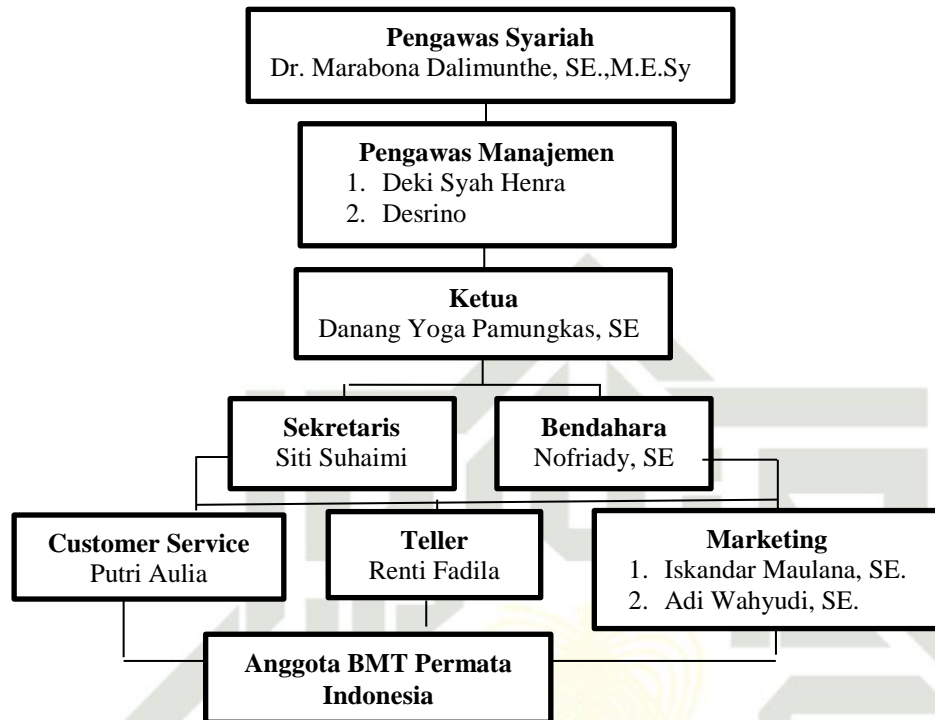 Pengawas Syariah
Dr. Marabona Dalimunthe, SE.,M.E.Sy
Pengawas Manajemen
1. Deki Syah Henra
2. Desrino
Ketua
Danang Yoga Pamungkas, SE
Sekretaris
Siti Suhaimi
Bendahara
Nofriady, SE
Customer Service
Putri Aulia
Teller
Renti Fadila
Marketing
1. Iskandar Maulana, SE.
2. Adi Wahyudi, SE.
Anggota BMT Permata
Indonesia